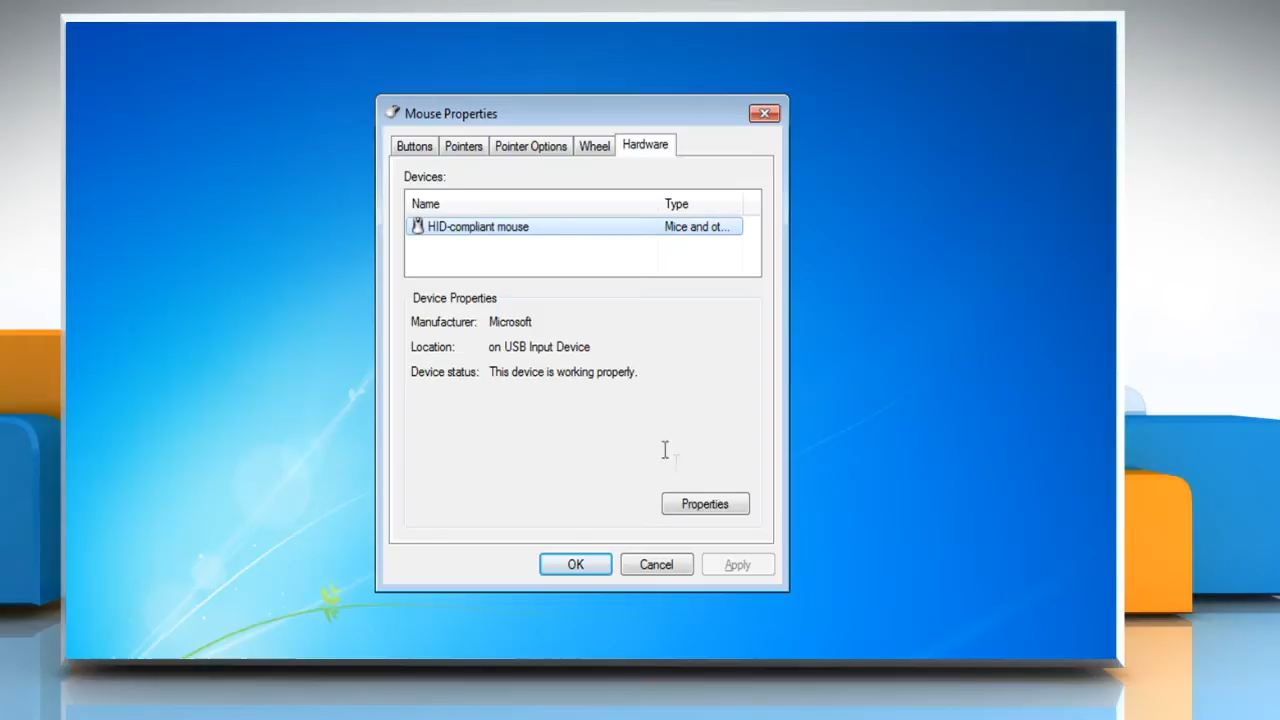 Mouse Properties
Buttons Pointers Pointer Options Wheel Hardware
Devices:
Name Type
HID-compliant mouse Mice and ot...
Device Properties
Manufacturer: Microsoft
Location: on USB Input Device
Device status: This device is working properly.
Properties
OK Cancel Apply